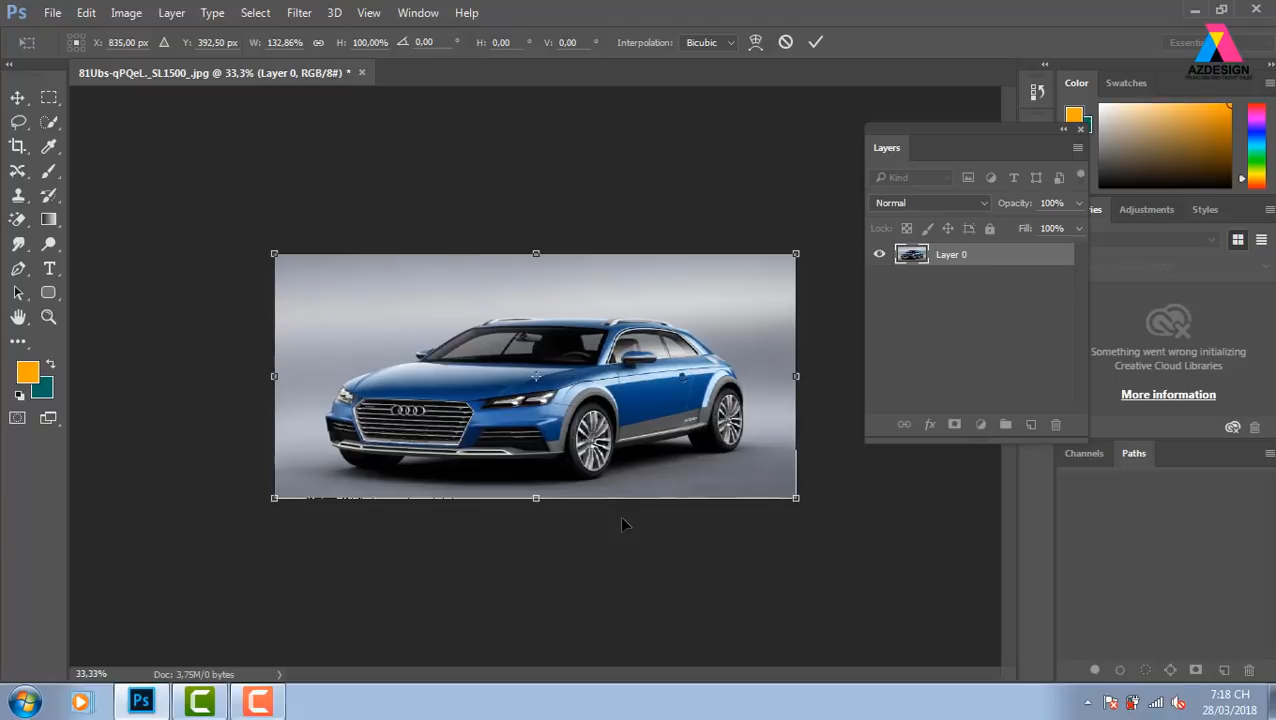 Ps File Edit Image Layer Type Select Filter 3D View Window Help
X: 835,00 px Y: 392,50 px W: 132,86% H: 100,00% 0,00 ° H: 0,00 ° V: 0,00 ° Interpolation: Bicubic
AZDESIGN
81Ubs-qPQeL._SL1500_.jpg @ 33,3% (Layer 0, RGB/8#) * ×
Color Swatches
Layers
Kind
Normal Opacity: 100%
Adjustments Styles
Lock: Fill: 100%
Layer 0
Something went wrong initializing
Creative Cloud Libraries
More information
Channels Paths
33,33% Doc: 3,75M/0 bytes
Ps
7:18 CH
28/03/2018